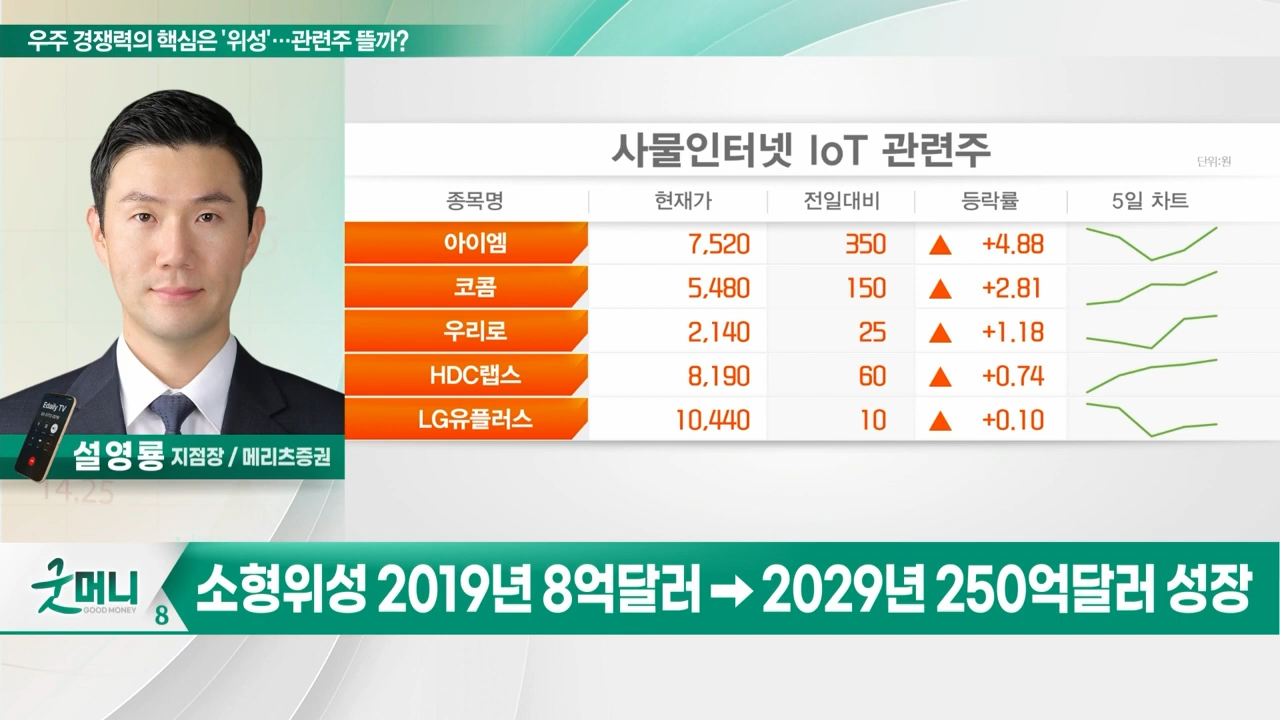 우주 경쟁력의 핵심은 '위성'…관련주 뜰까?
사물인터넷 IoT 관련주
단위:원
종목명 현재가 전일대비 등락률 5일 차트
아이엠 7,520 350 ▲ +4.88
코콤 5,480 150 ▲ +2.81
우리로 2,140 25 ▲ +1.18
HDC랩스 8,190 60 ▲ +0.74
LG유플러스 10,440 10 ▲ +0.10
Edaily TV
설영룡 지점장 / 메리츠증권
14.25
굿머니
GOOD MONEY
8
소형위성 2019년 8억달러 ➡ 2029년 250억달러 성장